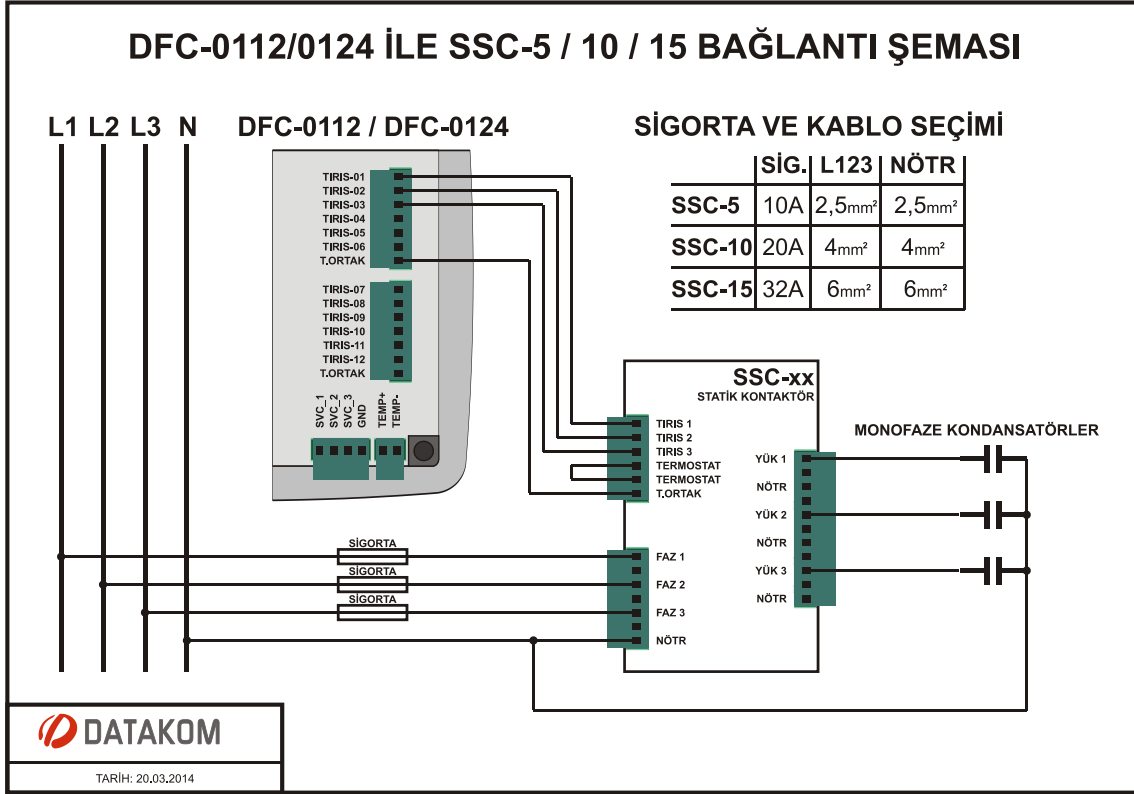 DFC-0112/0124 İLE SSC-5 / 10 / 15 BAĞLANTI ŞEMASI
L1 L2 L3 N
DFC-0112 / DFC-0124
TIRIS-01
TIRIS-02
TIRIS-03
TIRIS-04
TIRIS-05
TIRIS-06
T.ORTAK
TIRIS-07
TIRIS-08
TIRIS-09
TIRIS-10
TIRIS-11
TIRIS-12
T.ORTAK
SVC_1
SVC_2
SVC_3
GND
TEMP+
TEMP-
SİGORTA VE KABLO SEÇİMİ
SİG. L123 NÖTR
SSC-5 10A 2,5mm² 2,5mm²
SSC-10 20A 4mm² 4mm²
SSC-15 32A 6mm² 6mm²
SSC-xx
STATİK KONTAKTÖR
TIRIS 1
TIRIS 2
TIRIS 3
TERMOSTAT
TERMOSTAT
T.ORTAK
FAZ 1
FAZ 2
FAZ 3
NÖTR
YÜK 1
NÖTR
YÜK 2
NÖTR
YÜK 3
NÖTR
MONOFAZE KONDANSATÖRLER
SİGORTA
SİGORTA
SİGORTA
DATAKOM
TARİH: 20.03.2014